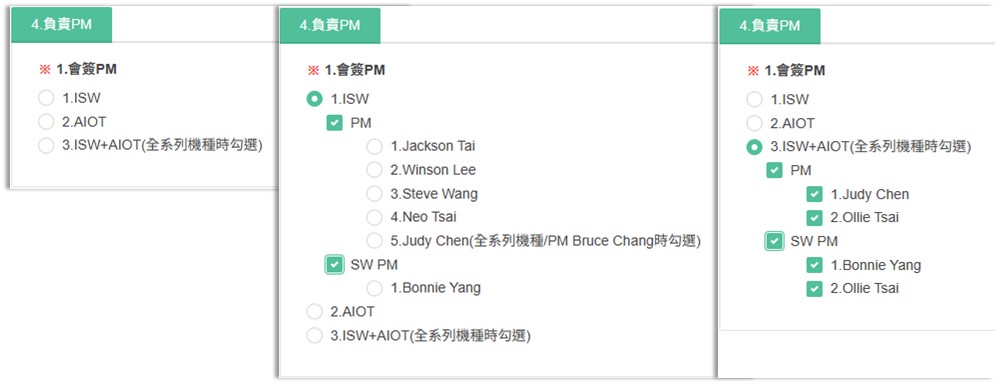 4.負責PM
※ 1.會簽PM
1.ISW
2.AIOT
3.ISW+AIOT(全系列機種時勾選)
4.負責PM
※ 1.會簽PM
1.ISW
PM
1.Jackson Tai
2.Winson Lee
3.Steve Wang
4.Neo Tsai
5.Judy Chen(全系列機種/PM Bruce Chang時勾選)
SW PM
1.Bonnie Yang
2.AIOT
3.ISW+AIOT(全系列機種時勾選)
4.負責PM
※ 1.會簽PM
1.ISW
2.AIOT
3.ISW+AIOT(全系列機種時勾選)
PM
1.Judy Chen
2.Ollie Tsai
SW PM
1.Bonnie Yang
2.Ollie Tsai